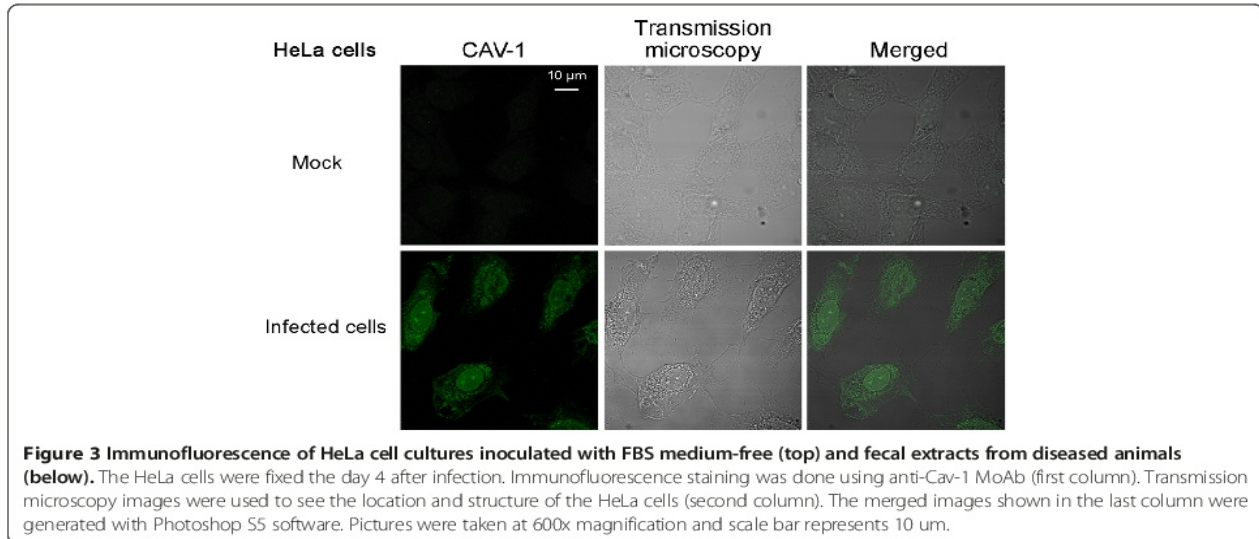 HeLa cells CAV-1 Transmission microscopy Merged
10 µm
Mock
Infected cells
Figure 3 Immunofluorescence of HeLa cell cultures inoculated with FBS medium-free (top) and fecal extracts from diseased animals
(below). The HeLa cells were fixed the day 4 after infection. Immunofluorescence staining was done using anti-Cav-1 MoAb (first column). Transmission
microscopy images were used to see the location and structure of the HeLa cells (second column). The merged images shown in the last column were
generated with Photoshop S5 software. Pictures were taken at 600x magnification and scale bar represents 10 um.